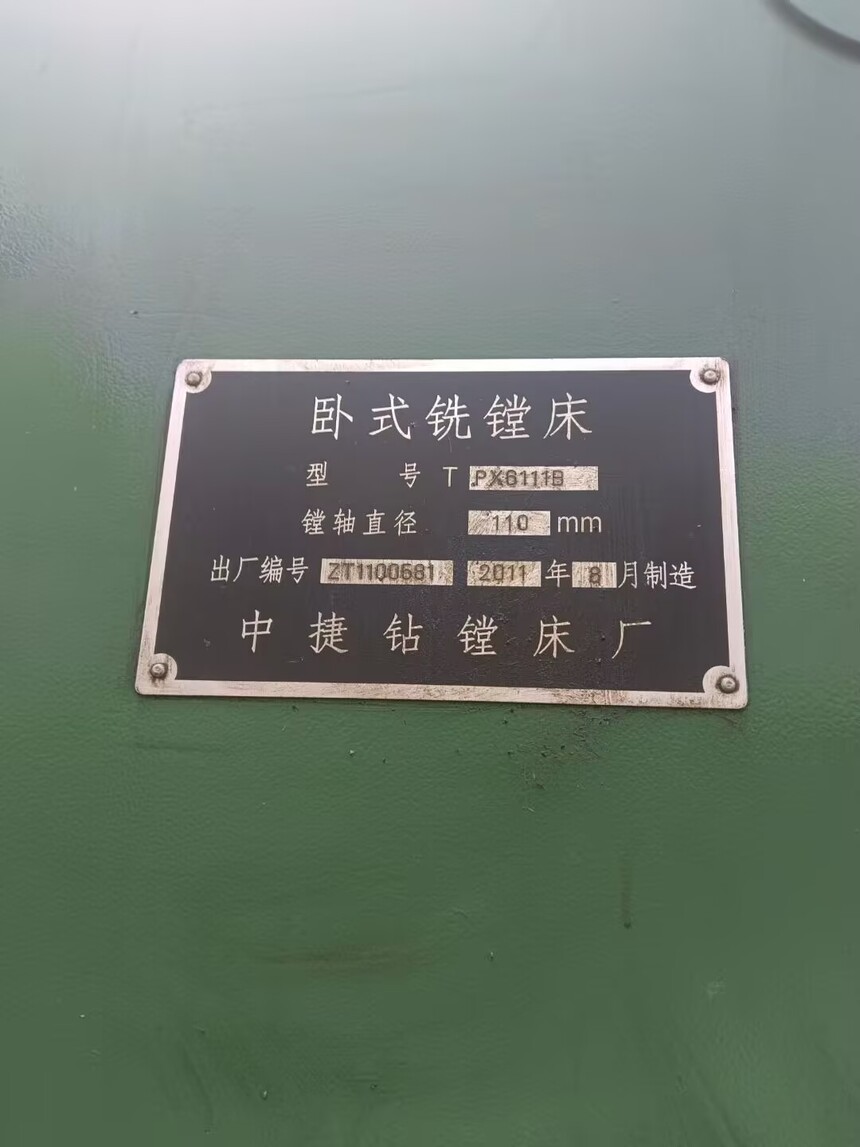 卧式铣镗床
型 号 T PX6111B
镗轴直径 110 mm
出厂编号 ZT1100681 2011 年 8 月制造
中捷钻镗床厂